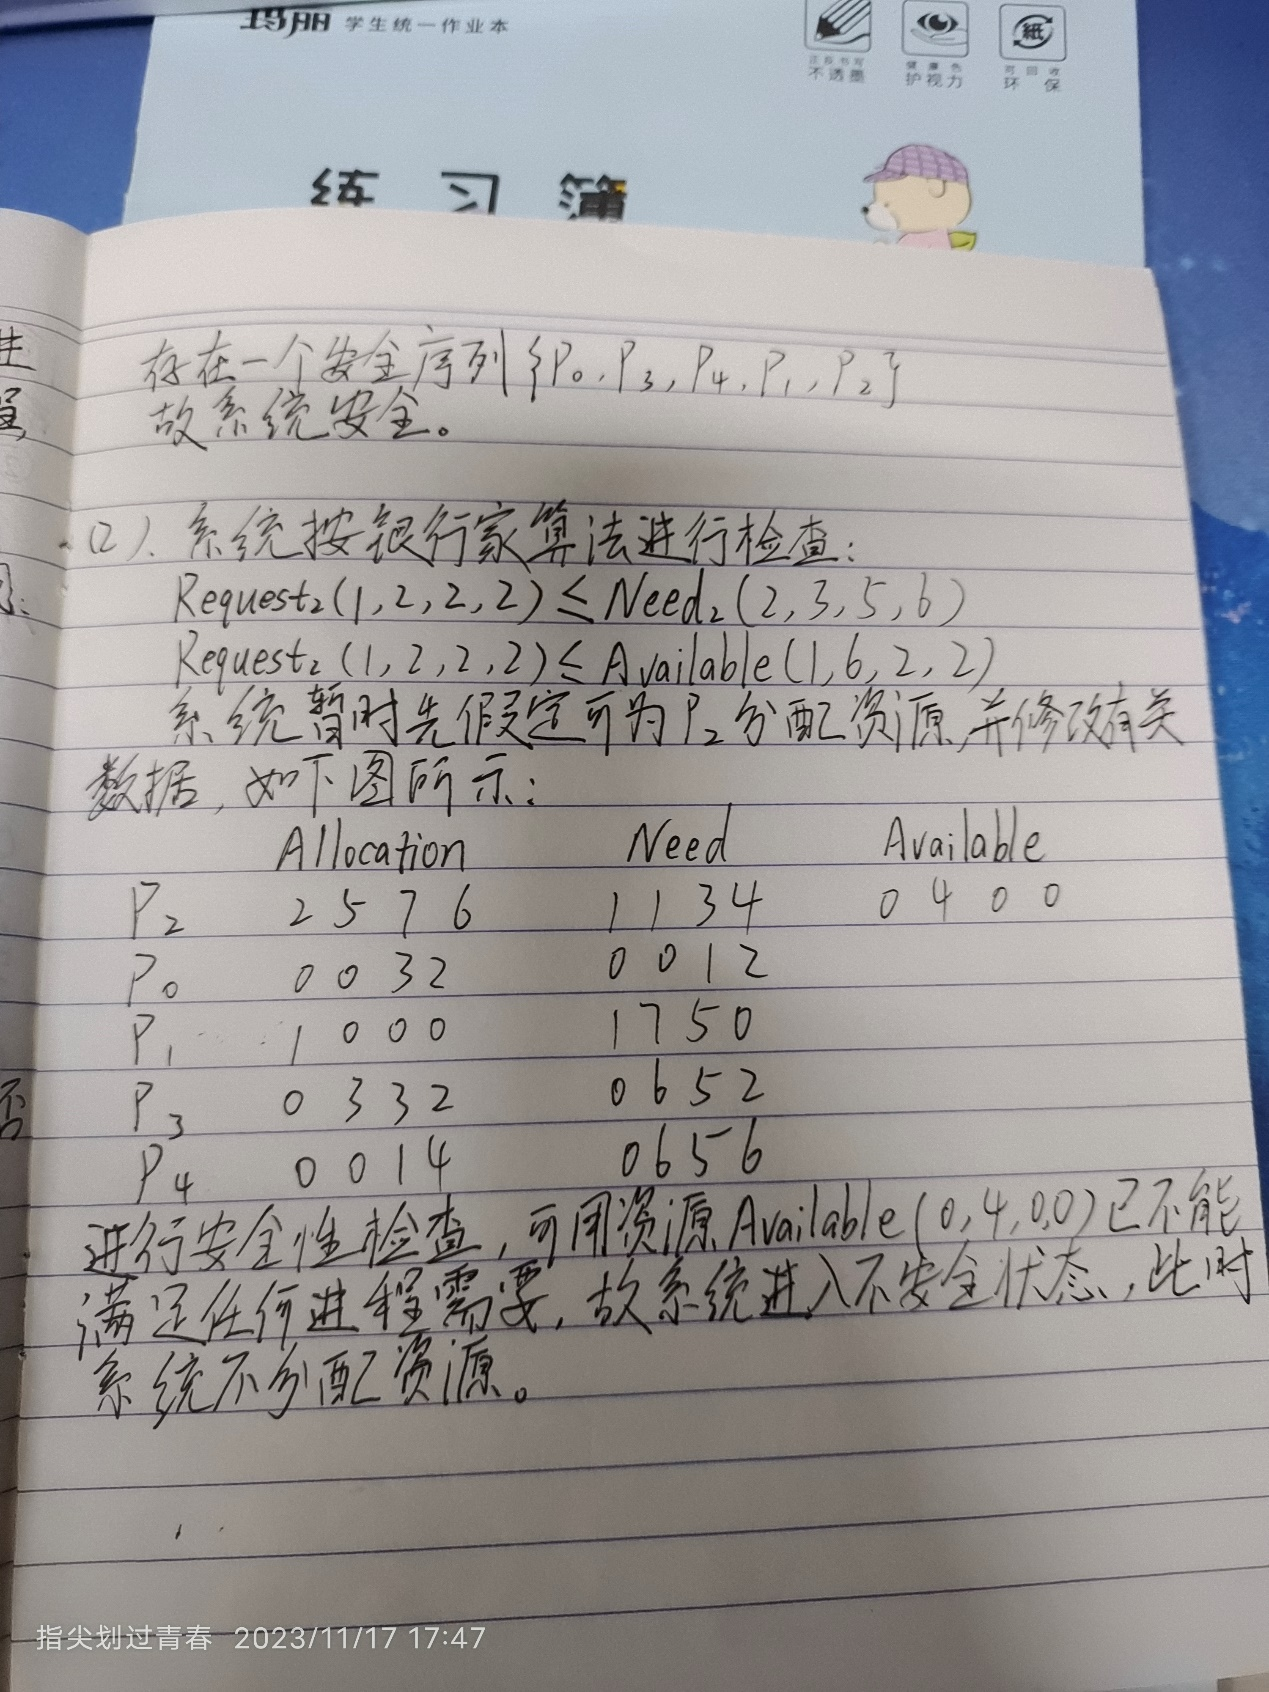 玛丽 学生统一作业本
正反书写 不透墨
健康色 护视力
紙
可回收 环保
练习簿
存在一个安全序列{P0,P3,P4,P1,P2}
故系统安全。
(2).系统按银行家算法进行检查:
Request2(1,2,2,2)≤Need2(2,3,5,6)
Request2(1,2,2,2)≤Available(1,6,2,2)
系统暂时先假定可为P2分配资源,并修改有关
数据,如下图所示:
Allocation Need Available
P2 2 5 7 6 1 1 3 4 0 4 0 0
P0 0 0 3 2 0 0 1 2
P1 1 0 0 0 1 7 5 0
P3 0 3 3 2 0 6 5 2
P4 0 0 1 4 0 6 5 6
进行安全性检查,可用资源Available(0,4,0,0)已不能
满足任何进程需要,故系统进入不安全状态,此时
系统不分配资源。
指尖划过青春 2023/11/17 17:47